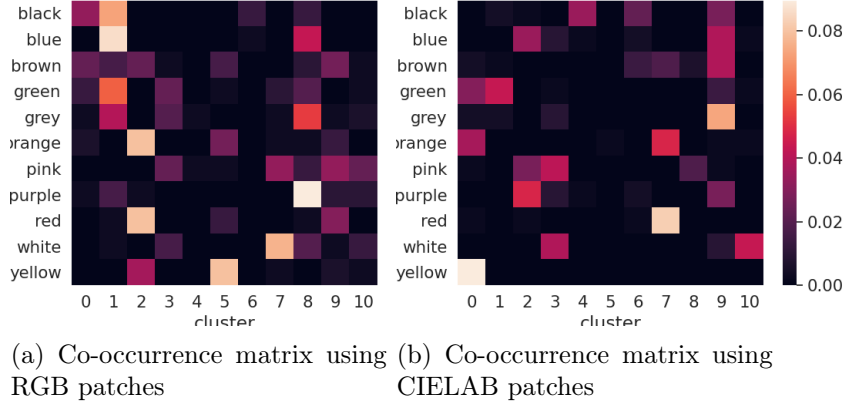 black
blue
brown
green
grey
orange
pink
purple
red
white
yellow
0 1 2 3 4 5 6 7 8 9 10
cluster
black
blue
brown
green
grey
orange
pink
purple
red
white
yellow
0 1 2 3 4 5 6 7 8 9 10
cluster
0.08
0.06
0.04
0.02
0.00
(a) Co-occurrence matrix using
RGB patches
(b) Co-occurrence matrix using
CIELAB patches